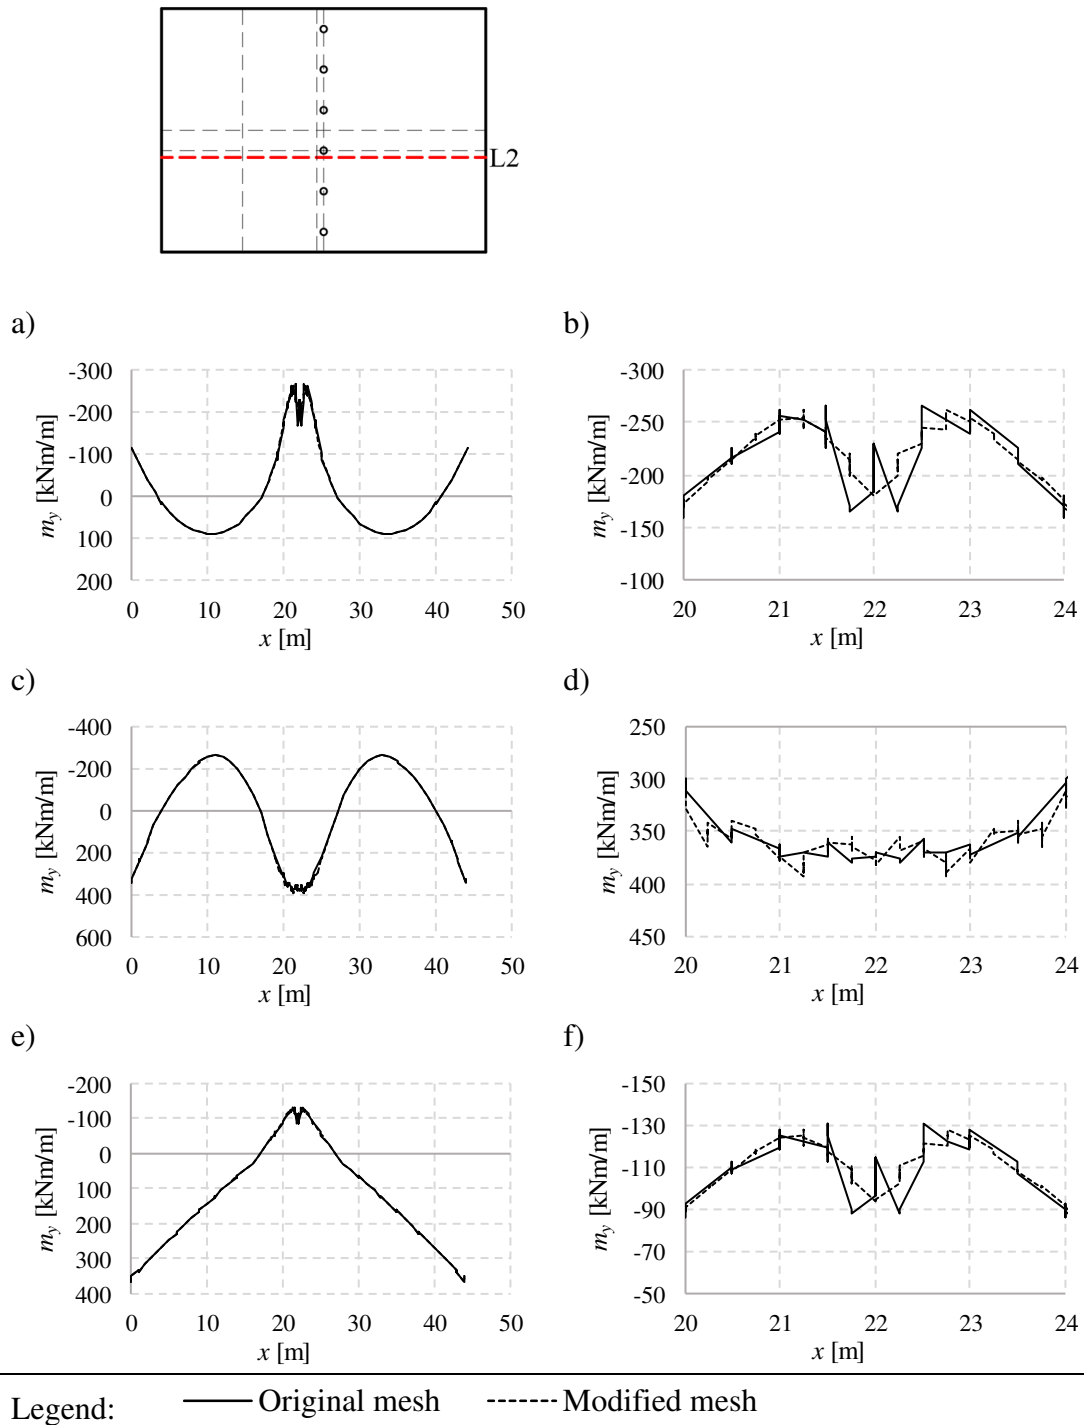 L2
a)
b)
-300
-200
-100
0
100
200
0 10 20 30 40 50
m_y [kNm/m]
x [m]
-300
-250
-200
-150
-100
20 21 22 23 24
m_y [kNm/m]
x [m]
c)
d)
-400
-200
0
200
400
600
0 10 20 30 40 50
m_y [kNm/m]
x [m]
250
300
350
400
450
20 21 22 23 24
m_y [kNm/m]
x [m]
e)
f)
-200
-100
0
100
200
300
400
0 10 20 30 40 50
m_y [kNm/m]
x [m]
-150
-130
-110
-90
-70
-50
20 21 22 23 24
m_y [kNm/m]
x [m]
Legend: Original mesh Modified mesh